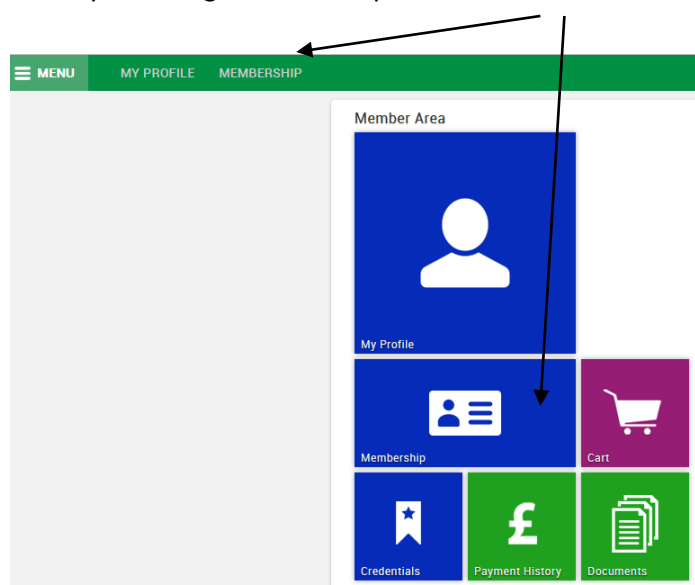 MENU MY PROFILE MEMBERSHIP
Member Area
My Profile
Membership
Cart
Credentials
£
Payment History
Documents